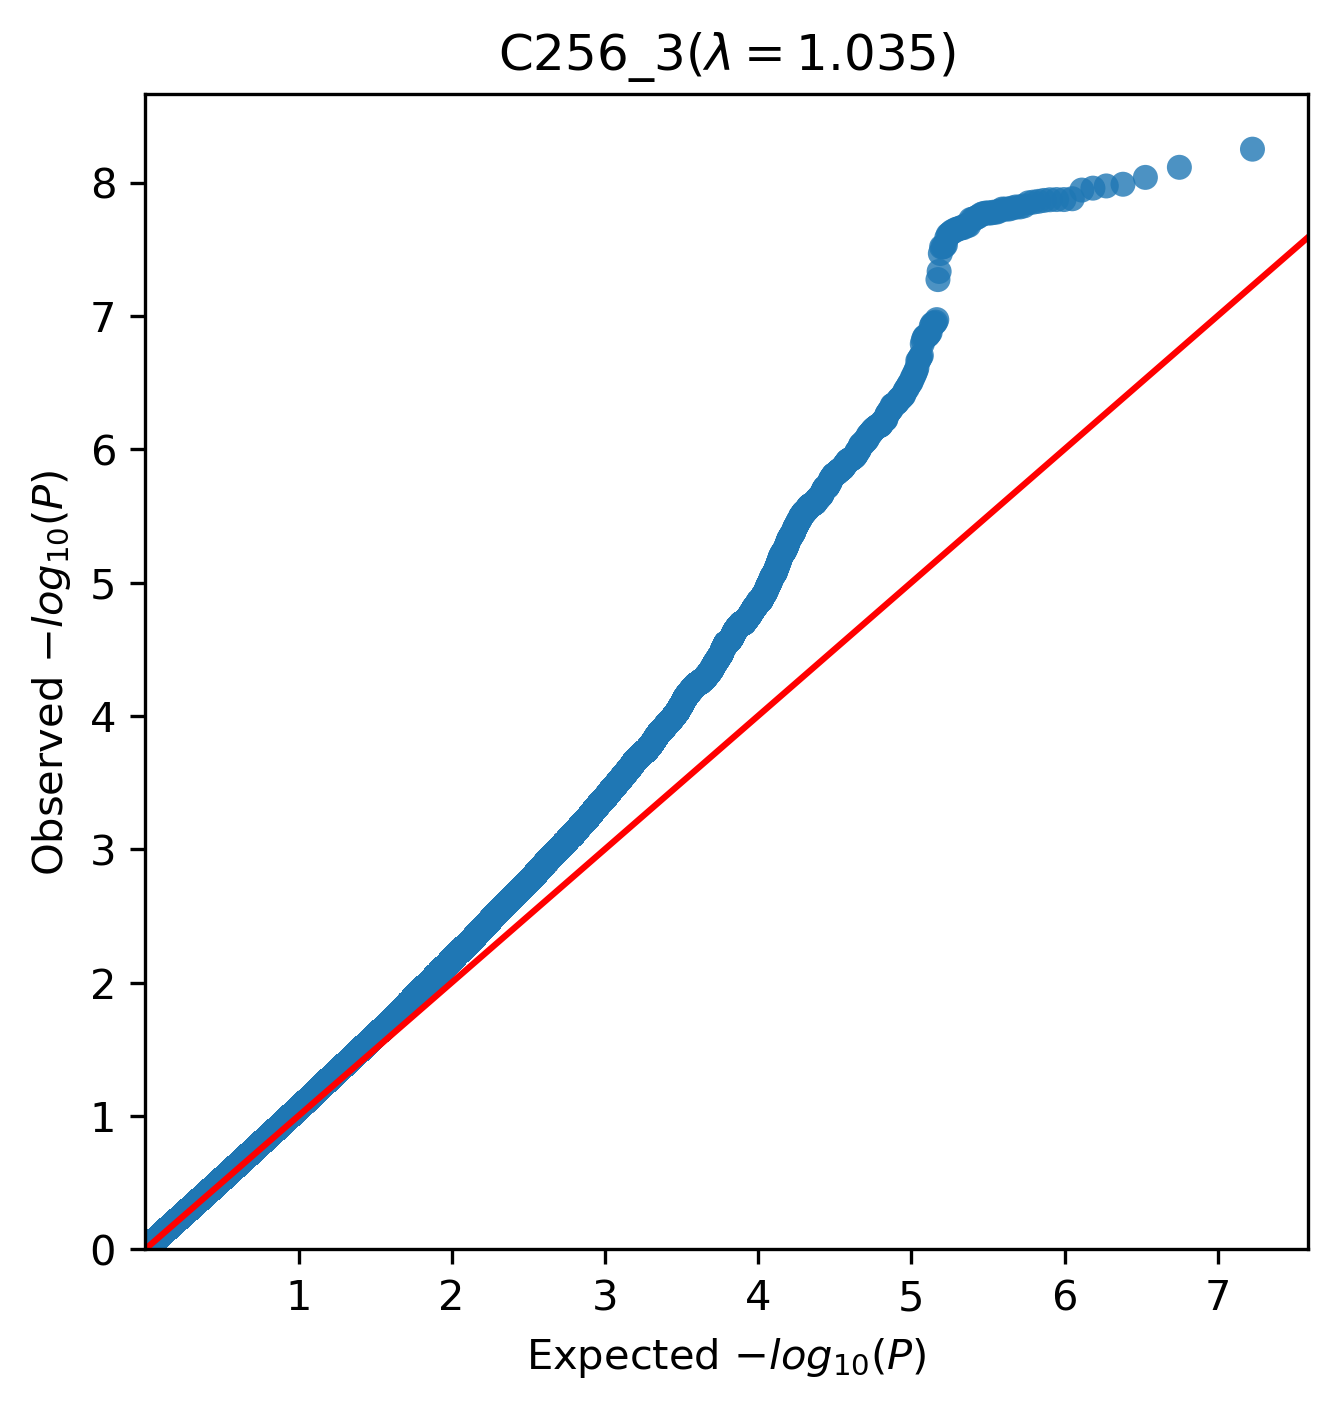 C256_3(λ = 1.035)
Observed −log₁₀(P)
8
7
6
5
4
3
2
1
0
1 2 3 4 5 6 7
Expected −log₁₀(P)